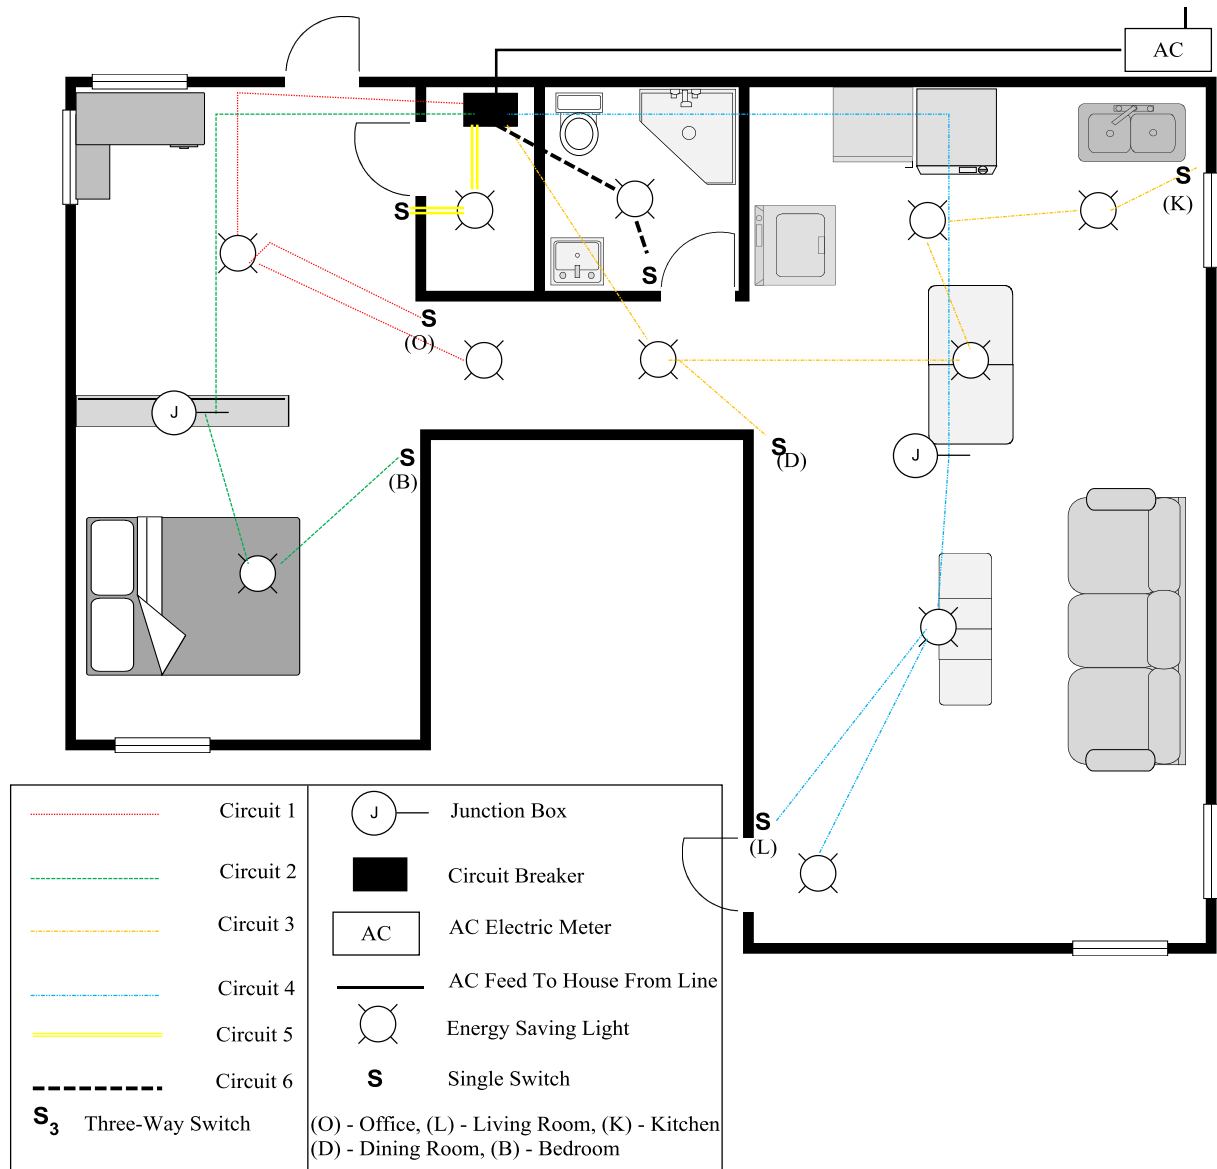 AC
S
(K)
S
S
S
(O)
J
S
(B)
S
(D)
J
S
(L)
Circuit 1
Circuit 2
Circuit 3
Circuit 4
Circuit 5
Circuit 6
S3 Three-Way Switch
J Junction Box
Circuit Breaker
AC AC Electric Meter
AC Feed To House From Line
Energy Saving Light
S Single Switch
(O) - Office, (L) - Living Room, (K) - Kitchen
(D) - Dining Room, (B) - Bedroom